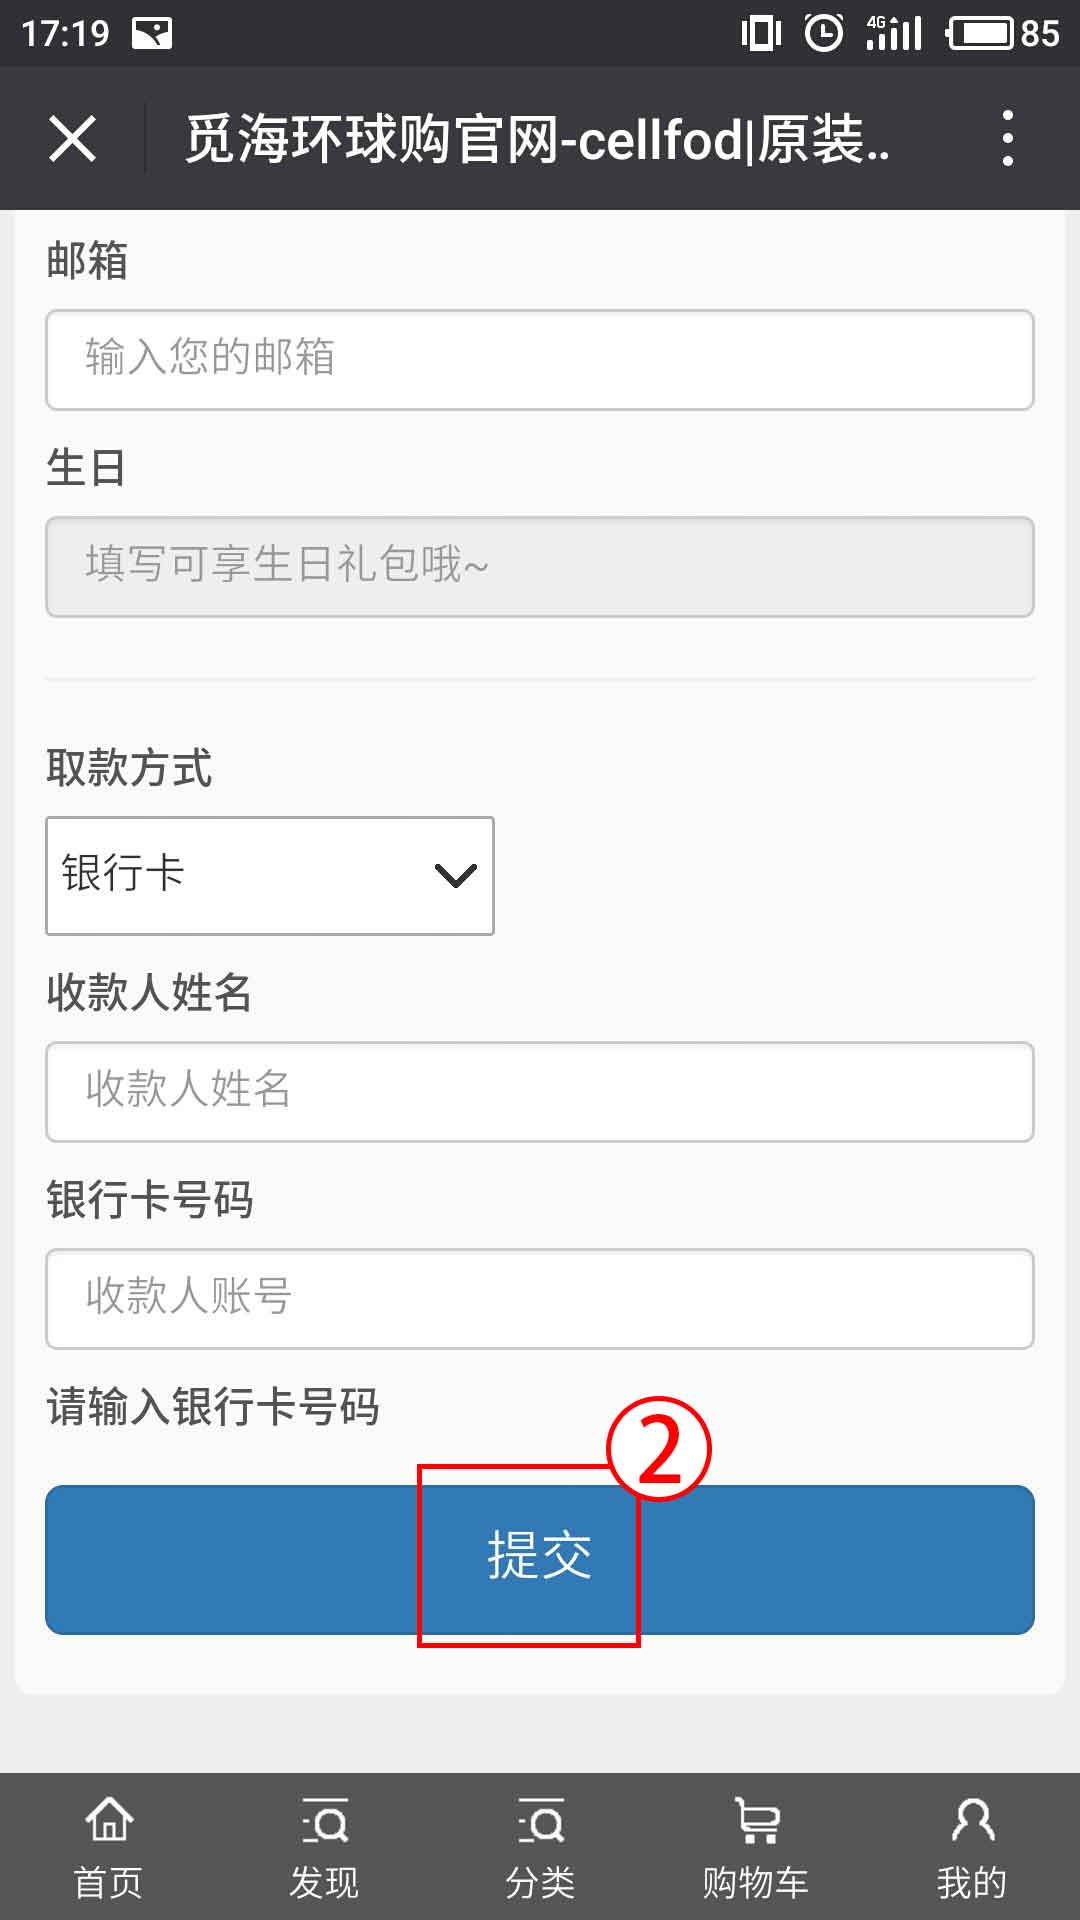 17:19 4G 85
觅海环球购官网-cellfod|原装..
邮箱
输入您的邮箱
生日
填写可享生日礼包哦~
取款方式
银行卡
收款人姓名
收款人姓名
银行卡号码
收款人账号
请输入银行卡号码
2
提交
首页 发现 分类 购物车 我的